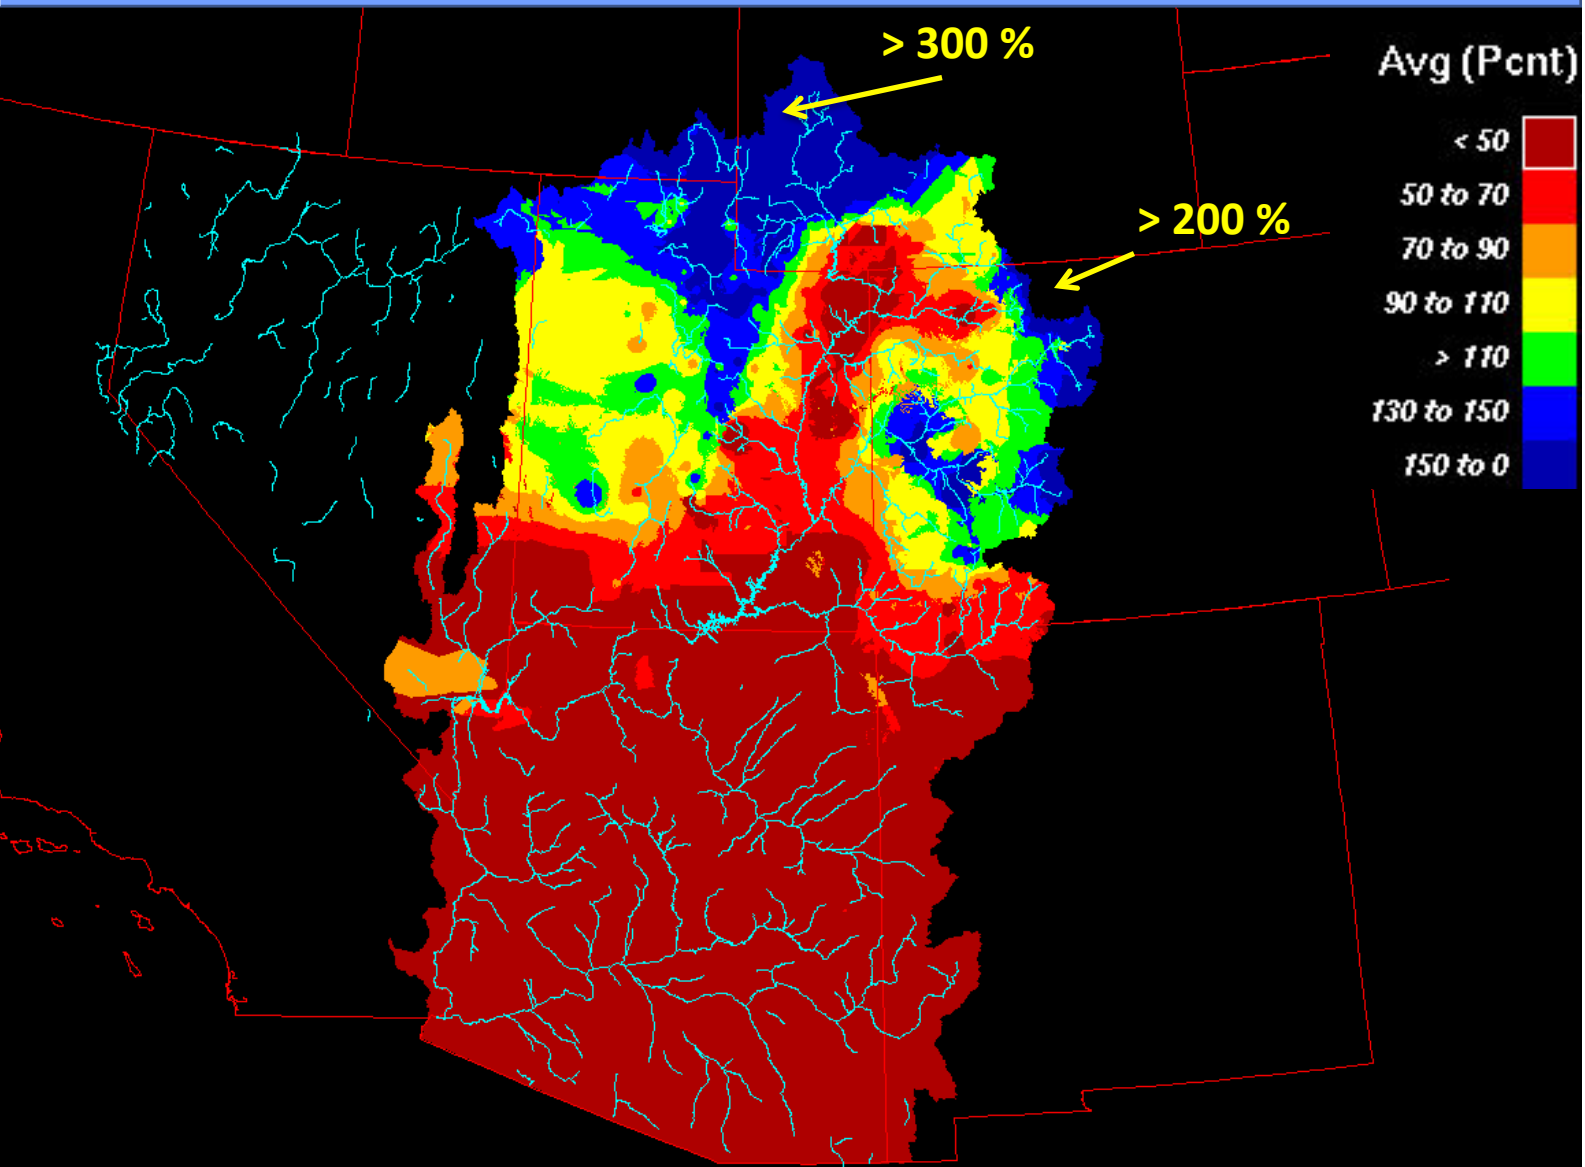 > 300 %
> 200 %
Avg (Pcnt)
< 50
50 to 70
70 to 90
90 to 110
> 110
130 to 150
150 to 0